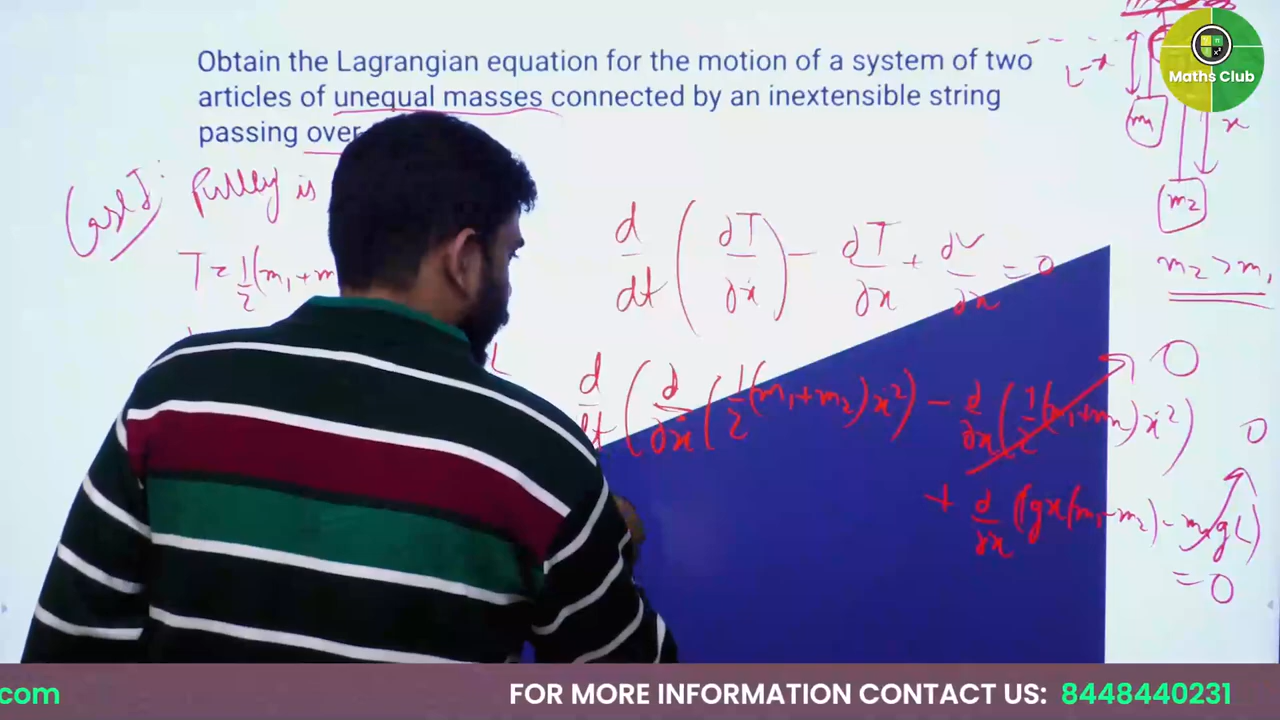 Obtain the Lagrangian equation for the motion of a system of two
articles of unequal masses connected by an inextensible string
passing over
Maths Club
L-x
m1
x
m2
m2 > m1
Case I:
Pulley is
T = 1/2 (m1 + m
d/dt (∂T/∂ẋ) - ∂T/∂x + ∂V/∂x = 0
L
d/dt (∂/∂ẋ (1/2 (m1+m2) ẋ²) - ∂/∂x (1/2 (m1+m2) ẋ²) 0
0
+ ∂/∂x (gx(m1-m2) - m1gL)
= 0
.com FOR MORE INFORMATION CONTACT US: 8448440231